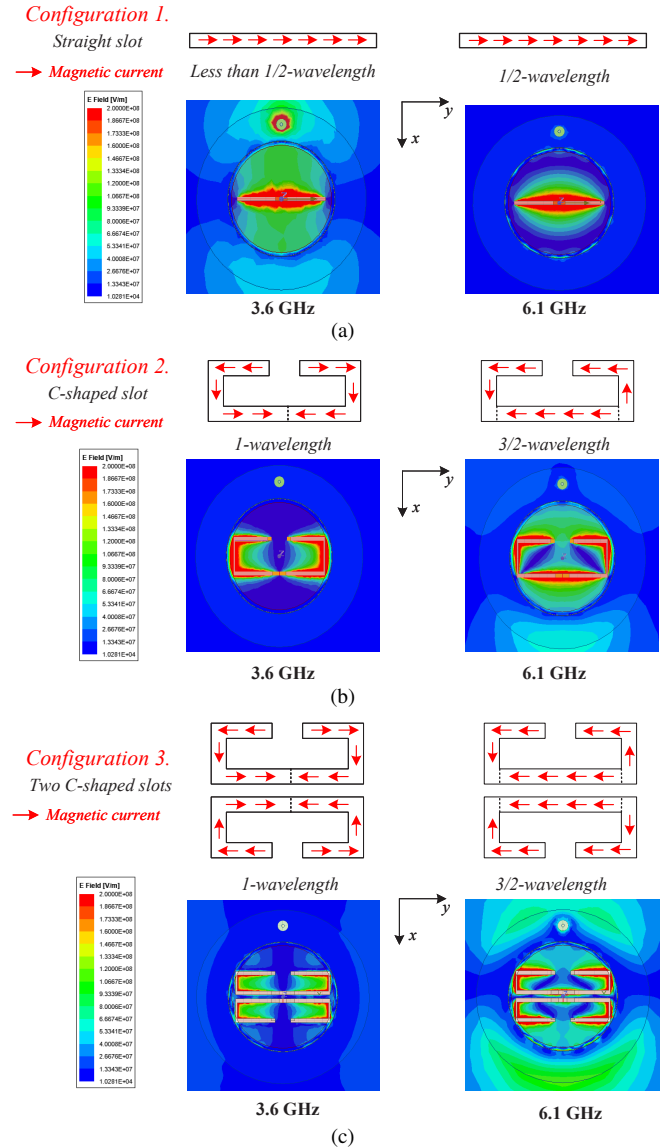 Configuration 1.
Straight slot
Magnetic current
Less than 1/2-wavelength
1/2-wavelength
E Field [V/m]
2.0000E+08
1.8667E+08
1.7333E+08
1.6000E+08
1.4667E+08
1.3334E+08
1.2000E+08
1.0667E+08
9.3339E+07
8.0006E+07
6.6674E+07
5.3341E+07
4.0008E+07
2.6676E+07
1.3343E+07
1.0281E+04
y
x
3.6 GHz
6.1 GHz
(a)
Configuration 2.
C-shaped slot
Magnetic current
1-wavelength
3/2-wavelength
E Field [V/m]
2.0000E+08
1.8667E+08
1.7333E+08
1.6000E+08
1.4667E+08
1.3334E+08
1.2000E+08
1.0667E+08
9.3339E+07
8.0006E+07
6.6674E+07
5.3341E+07
4.0008E+07
2.6676E+07
1.3343E+07
1.0281E+04
y
x
3.6 GHz
6.1 GHz
(b)
Configuration 3.
Two C-shaped slots
Magnetic current
1-wavelength
3/2-wavelength
E Field [V/m]
2.0000E+08
1.8667E+08
1.7333E+08
1.6000E+08
1.4667E+08
1.3334E+08
1.2000E+08
1.0667E+08
9.3339E+07
8.0006E+07
6.6674E+07
5.3341E+07
4.0008E+07
2.6676E+07
1.3343E+07
1.0281E+04
y
x
3.6 GHz
6.1 GHz
(c)